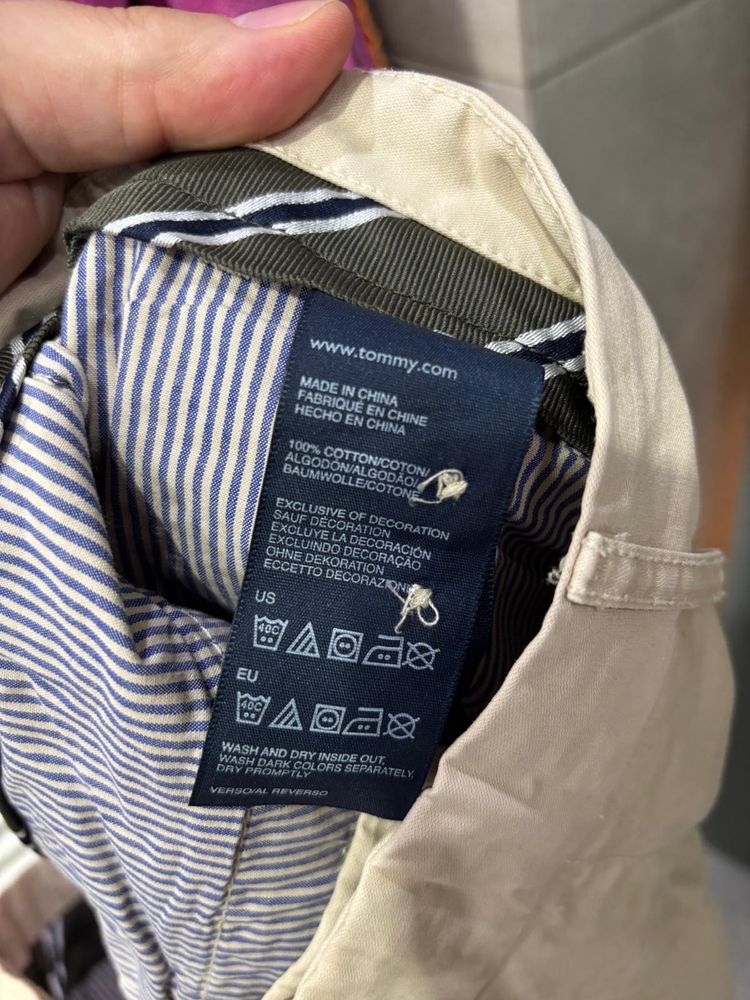 www.tommy.com
MADE IN CHINA
FABRIQUÉ EN CHINE
HECHO EN CHINA
100% COTTON/COTON/
ALGODÓN/ALGODÃO/
BAUMWOLLE/COTONE
EXCLUSIVE OF DECORATION
SAUF DÉCORATION
EXCLUYE LA DECORACIÓN
EXCLUINDO DECORAÇÃO
OHNE DEKORATION
ECCETTO DECORAZIONI
US
40C
EU
40C
WASH AND DRY INSIDE OUT,
WASH DARK COLORS SEPARATELY,
DRY PROMPTLY
VERSO/AL REVERSO